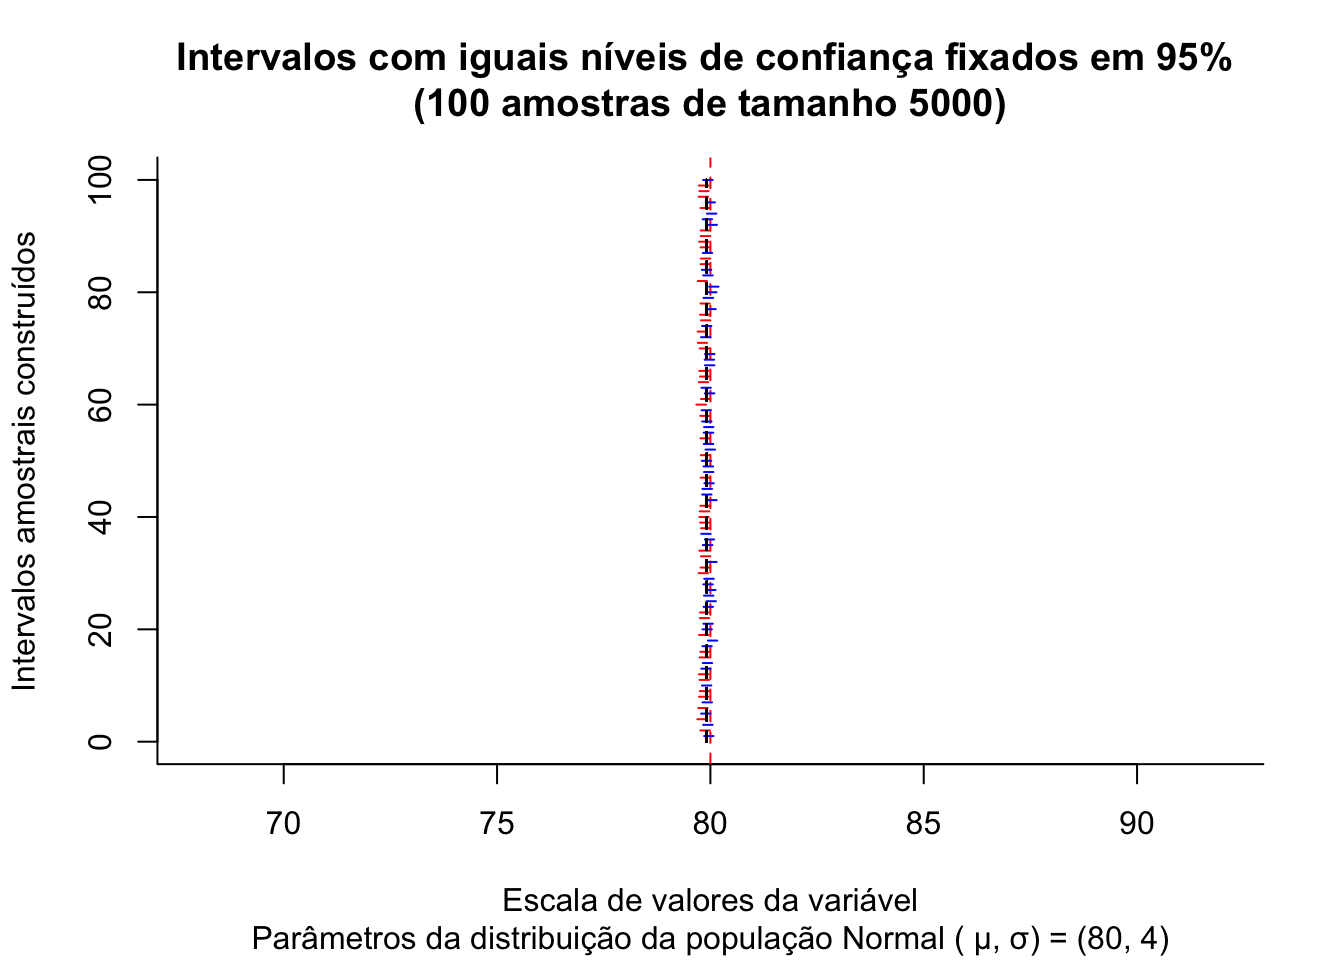 Intervalos com iguais níveis de confiança fixados em 95%
(100 amostras de tamanho 5000)
Intervalos amostrais construídos
100
80
60
40
20
0
70 75 80 85 90
Escala de valores da variável
Parâmetros da distribuição da população Normal ( μ, σ) = (80, 4)